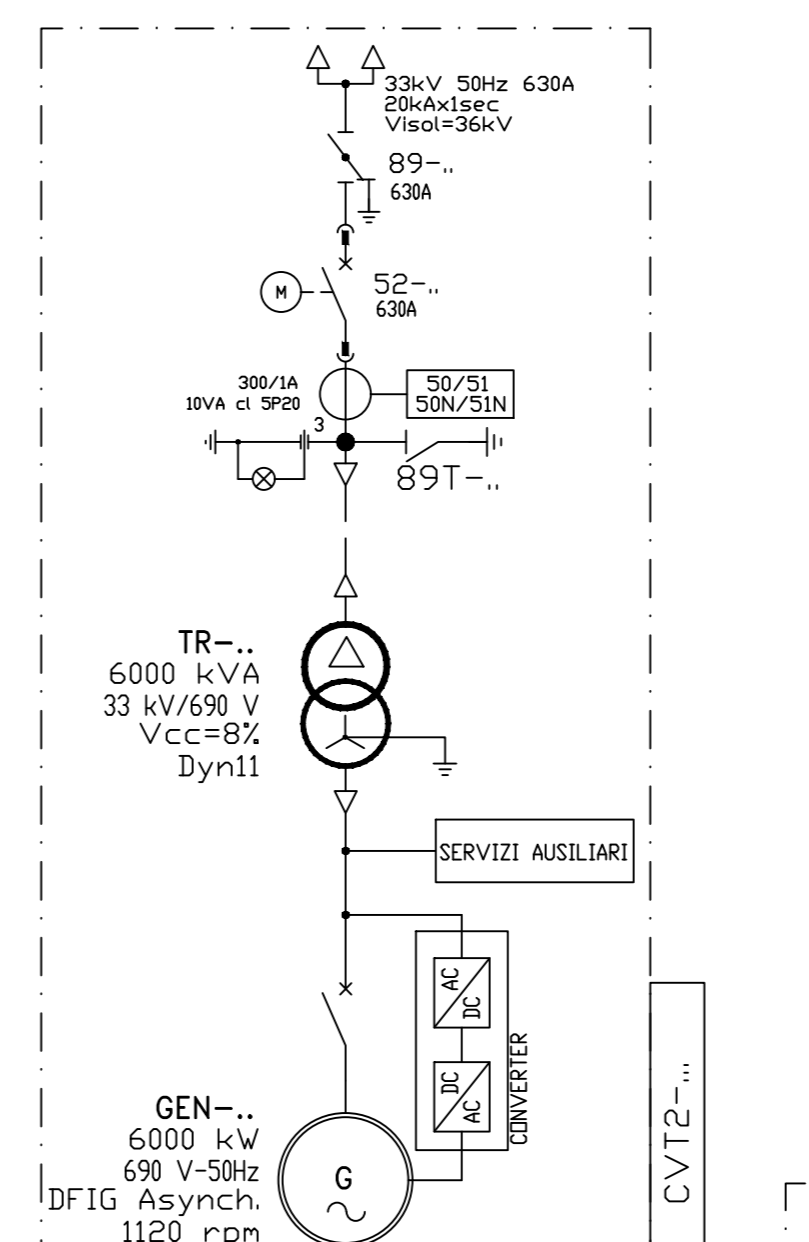 33kV 50Hz 630A
20kAx1sec
Visol=36kV
89-..
630A
M
52-..
630A
300/1A
10VA cl 5P20
50/51
50N/51N
3
89T-..
TR-..
6000 kVA
33 kV/690 V
Vcc=8%
Dyn11
SERVIZI AUSILIARI
AC
DC
DC
AC
CONVERTER
GEN-..
6000 kW
690 V-50Hz
DFIG Asynch.
1120 rpm
G
CVT2-...